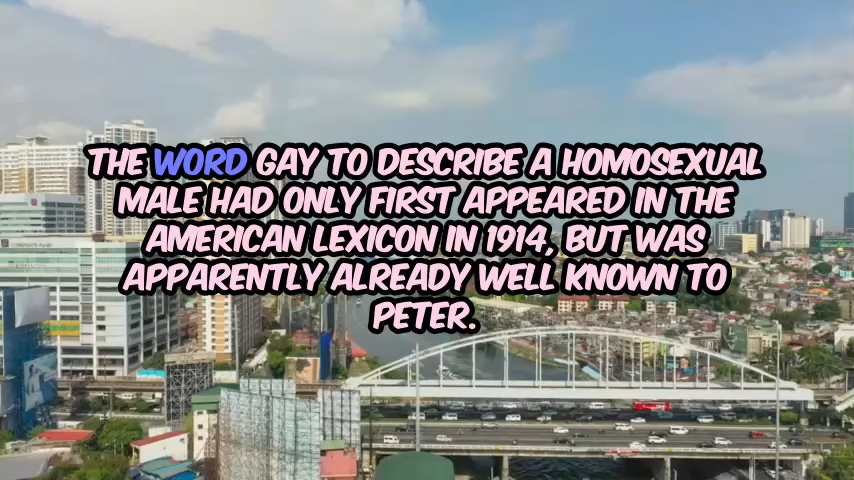 THE WORD GAY TO DESCRIBE A HOMOSEXUAL
MALE HAD ONLY FIRST APPEARED IN THE
AMERICAN LEXICON IN 1914, BUT WAS
APPARENTLY ALREADY WELL KNOWN TO
PETER.